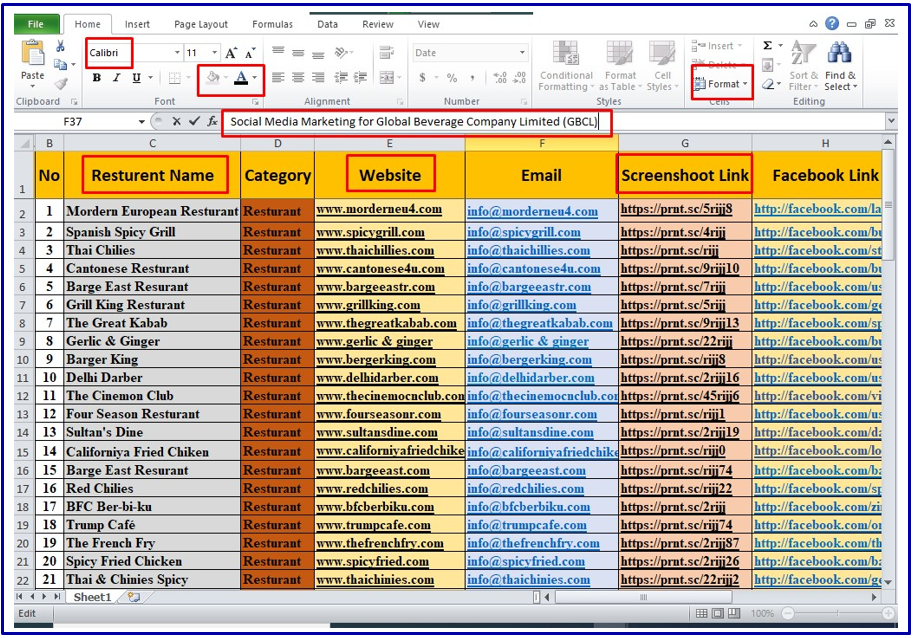 File Home Insert Page Layout Formulas Data Review View
Calibri 11 A A Date Insert Σ
Delete
Paste B I U A $ % , Conditional Formatting Format as Table Cell Styles Format Sort & Filter Find & Select
Clipboard Font Alignment Number Styles Cells Editing
F37 fx Social Media Marketing for Global Beverage Company Limited (GBCL)
B C D E F G H
1 No Resturent Name Category Website Email Screenshoot Link Facebook Link
2 1 Mordern European Resturant Resturant www.morderneu4.com info@morderneu4.com https://prnt.sc/5rijj8 http://facebook.com/la
3 2 Spanish Spicy Grill Resturant www.spicygrill.com info@spicygrill.com https://prnt.sc/4rijj http://facebook.com/bu
4 3 Thai Chilies Resturant www.thaichillies.com info@thaichillies.com https://prnt.sc/rijj http://facebook.com/st
5 4 Cantonese Resturant Resturant www.cantonese4u.com info@cantonese4u.com https://prnt.sc/9rijj10 http://facebook.com/bu
6 5 Barge East Resurant Resturant www.bargeeastr.com info@bargeeastr.com https://prnt.sc/7rijj http://facebook.com/us
7 6 Grill King Resturant Resturant www.grillking.com info@grillking.com https://prnt.sc/5rijj http://facebook.com/ge
8 7 The Great Kabab Resturant www.thegreatkabab.com info@thegreatkabab.com https://prnt.sc/9rijj13 http://facebook.com/sp
9 8 Gerlic & Ginger Resturant www.gerlic & ginger info@gerlic & ginger https://prnt.sc/22rijj http://facebook.com/bu
10 9 Barger King Resturant www.bergerking.com info@bergerking.com https://prnt.sc/rijj8 http://facebook.com/us
11 10 Delhi Darber Resturant www.delhidarber.com info@delhidarber.com https://prnt.sc/2rijj16 http://facebook.com/us
12 11 The Cinemon Club Resturant www.thecinemocnclub.con info@thecinemocnclub.con https://prnt.sc/45rijj6 http://facebook.com/vi
13 12 Four Season Resturant Resturant www.fourseasonr.com info@fourseasonr.com https://prnt.sc/rijj1 http://facebook.com/us
14 13 Sultan's Dine Resturant www.sultansdine.com info@sultansdine.com https://prnt.sc/2rijj19 http://facebook.com/da
15 14 Californiya Fried Chiken Resturant www.californiyafriedchike info@californiyafriedchike https://prnt.sc/rijj0 http://facebook.com/lo
16 15 Barge East Resurant Resturant www.bargeeast.com info@bargeeast.com https://prnt.sc/rijj74 http://facebook.com/ba
17 16 Red Chilies Resturant www.redchilies.com info@redchilies.com https://prnt.sc/rijj22 http://facebook.com/sp
18 17 BFC Ber-bi-ku Resturant www.bfcberbiku.com info@bfcberbiku.com https://prnt.sc/2rijj http://facebook.com/zi
19 18 Trump Café Resturant www.trumpcafe.com info@trumpcafe.com https://prnt.sc/rijj74 http://facebook.com/or
20 19 The French Fry Resturant www.thefrenchfry.com info@thefrenchfry.com https://prnt.sc/2rijj87 http://facebook.com/th
21 20 Spicy Fried Chicken Resturant www.spicyfried.com info@spicyfried.com https://prnt.sc/2rijj26 http://facebook.com/ba
22 21 Thai & Chinies Spicy Resturant www.thaichinies.com info@thaichinies.com https://prnt.sc/22rijj2 http://facebook.com/ge
Sheet1
Edit 100%